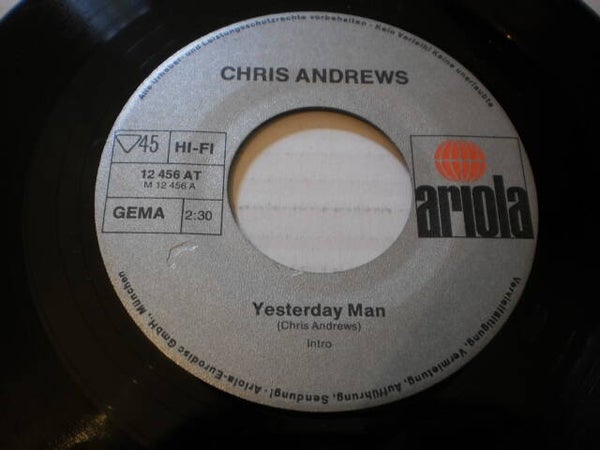 Alle Urheber- und Leistungsschutzrechte vorbehalten - Kein Verleih! Keine unerlaubte
Vervielfältigung, Vermietung, Aufführung, Sendung! · Ariola-Eurodisc GmbH., München
CHRIS ANDREWS
45
HI-FI
12 456 AT
M 12 456 A
GEMA
2:30
ariola
Yesterday Man
(Chris Andrews)
Intro